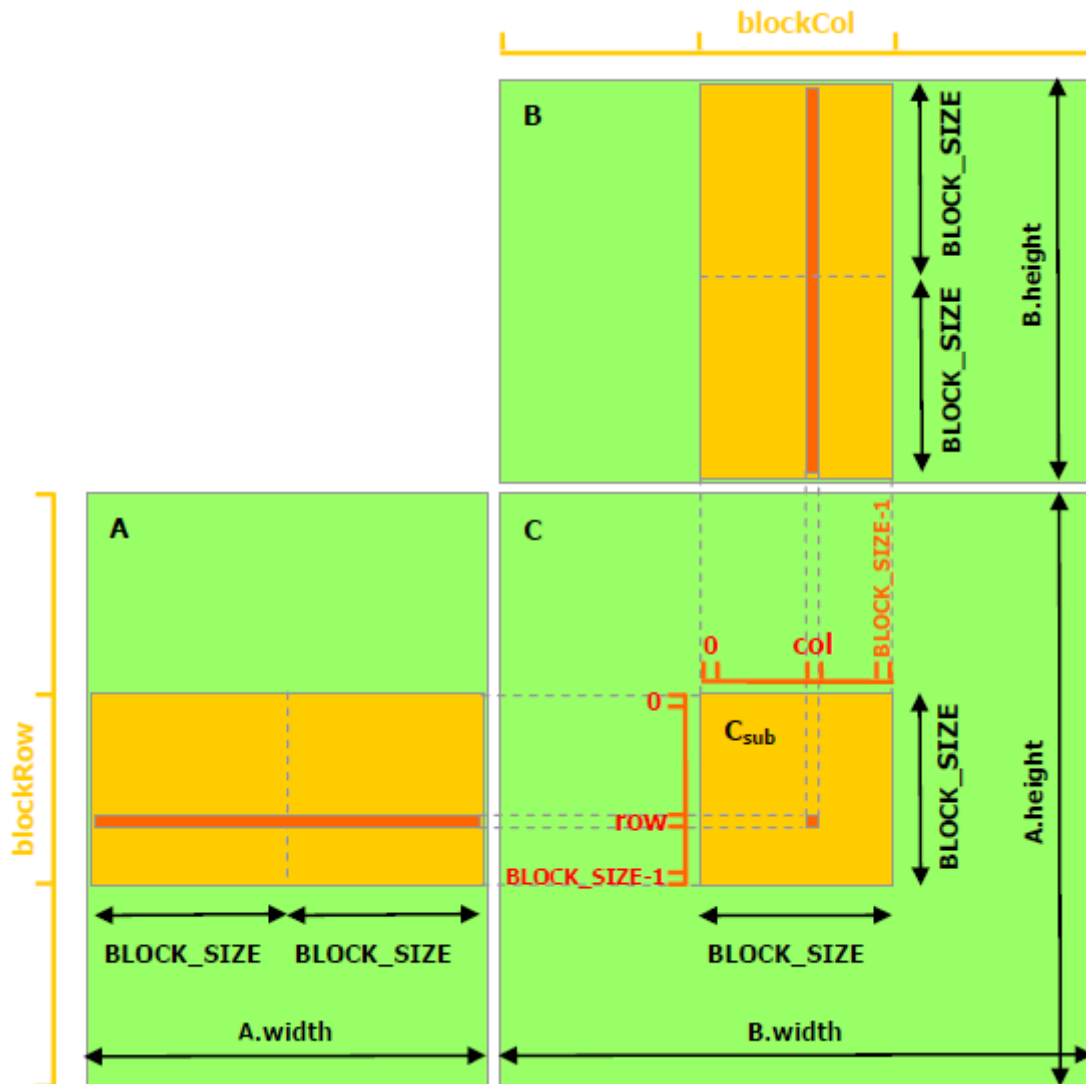 blockCol
B
BLOCK_SIZE
BLOCK_SIZE
B.height
A
C
BLOCK_SIZE-1
0
col
0
C_sub
row
BLOCK_SIZE-1
BLOCK_SIZE
A.height
blockRow
BLOCK_SIZE
BLOCK_SIZE
BLOCK_SIZE
A.width
B.width